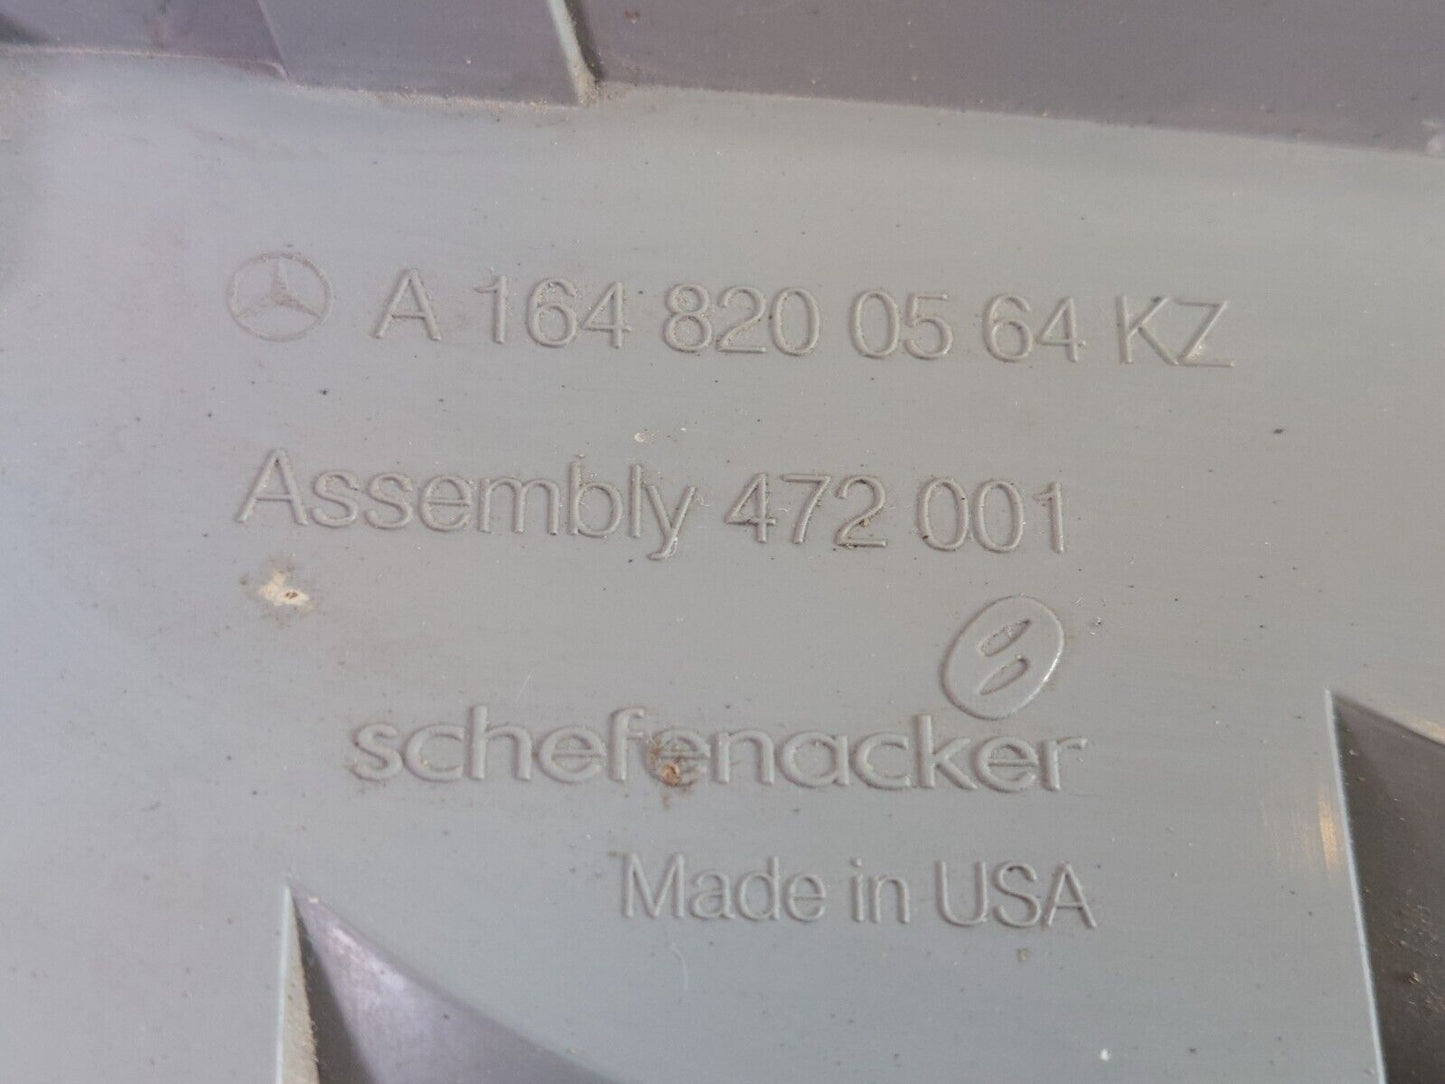 A 164 820 05 64 KZ
Assembly 472 001
schefenacker
Made in USA